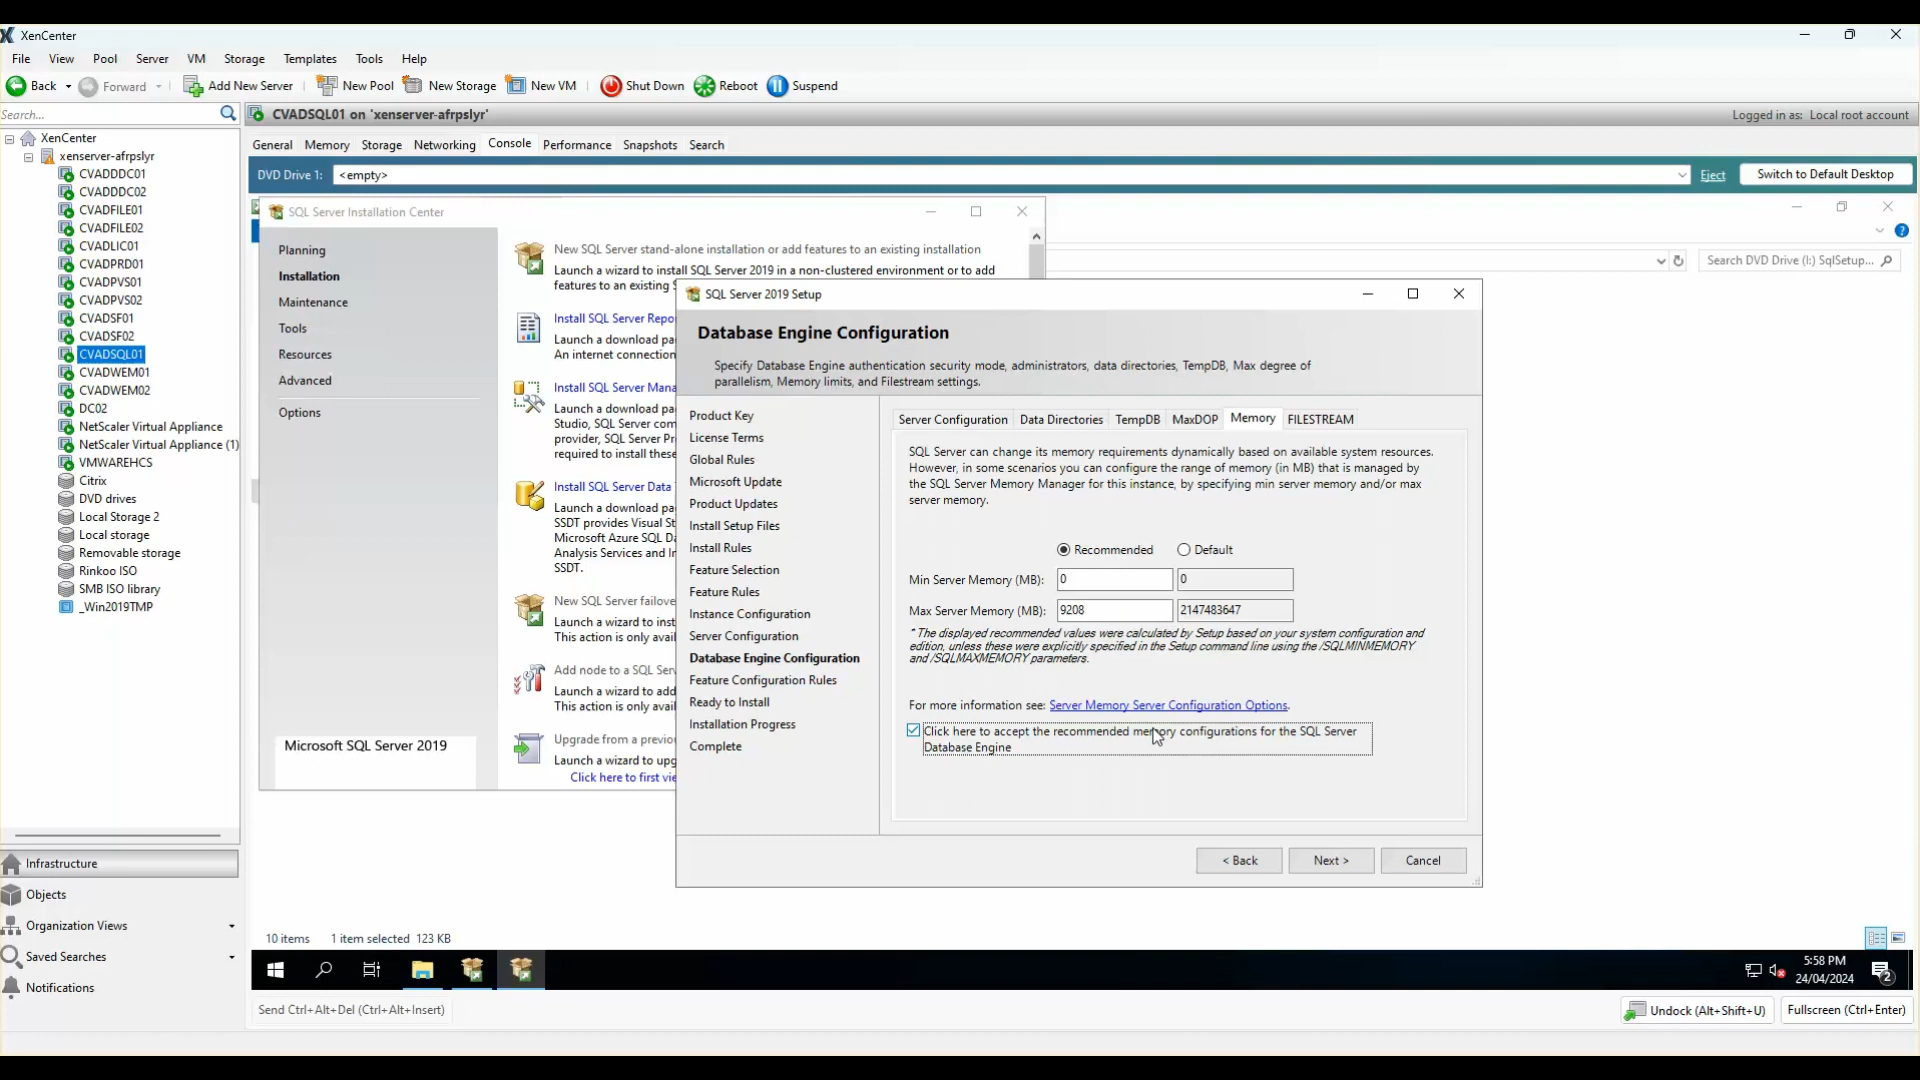 XenCenter
File View Pool Server VM Storage Templates Tools Help
Back Forward Add New Server New Pool New Storage New VM Shut Down Reboot Suspend
Search...
CVADSQL01 on 'xenserver-afrpslyr'
Logged in as: Local root account
XenCenter
xenserver-afrpslyr
CVADDDC01
CVADDDC02
CVADFILE01
CVADFILE02
CVADLIC01
CVADPRD01
CVADPVS01
CVADPVS02
CVADSF01
CVADSF02
CVADSQL01
CVADWEM01
CVADWEM02
DC02
NetScaler Virtual Appliance
NetScaler Virtual Appliance (1)
VMWAREHCS
Citrix
DVD drives
Local Storage 2
Local storage
Removable storage
Rinkoo ISO
SMB ISO library
_Win2019TMP
Infrastructure
Objects
Organization Views
Saved Searches
Notifications
General Memory Storage Networking Console Performance Snapshots Search
DVD Drive 1: <empty> Eject Switch to Default Desktop
Search DVD Drive (I:) SqlSetup...
SQL Server Installation Center
Planning
Installation
Maintenance
Tools
Resources
Advanced
Options
Microsoft SQL Server 2019
New SQL Server stand-alone installation or add features to an existing installation
Launch a wizard to install SQL Server 2019 in a non-clustered environment or to add
features to an existing S
Install SQL Server Repo
Launch a download pa
An internet connection
Install SQL Server Mana
Launch a download pa
Studio, SQL Server com
provider, SQL Server Pr
required to install these
Install SQL Server Data
Launch a download pa
SSDT provides Visual St
Microsoft Azure SQL Da
Analysis Services and In
SSDT.
New SQL Server failove
Launch a wizard to inst
This action is only avai
Add node to a SQL Serv
Launch a wizard to add
This action is only avai
Upgrade from a previo
Launch a wizard to upg
Click here to first vie
SQL Server 2019 Setup
Database Engine Configuration
Specify Database Engine authentication security mode, administrators, data directories, TempDB, Max degree of
parallelism, Memory limits, and Filestream settings.
Product Key
License Terms
Global Rules
Microsoft Update
Product Updates
Install Setup Files
Install Rules
Feature Selection
Feature Rules
Instance Configuration
Server Configuration
Database Engine Configuration
Feature Configuration Rules
Ready to Install
Installation Progress
Complete
Server Configuration Data Directories TempDB MaxDOP Memory FILESTREAM
SQL Server can change its memory requirements dynamically based on available system resources.
However, in some scenarios you can configure the range of memory (in MB) that is managed by
the SQL Server Memory Manager for this instance, by specifying min server memory and/or max
server memory.
Recommended Default
Min Server Memory (MB): 0 0
Max Server Memory (MB): 9208 2147483647
* The displayed recommended values were calculated by Setup based on your system configuration and
edition, unless these were explicitly specified in the Setup command line using the /SQLMINMEMORY
and /SQLMAXMEMORY parameters.
For more information see: Server Memory Server Configuration Options.
Click here to accept the recommended memory configurations for the SQL Server
Database Engine
< Back Next > Cancel
10 items 1 item selected 123 KB
5:58 PM
24/04/2024
2
Send Ctrl+Alt+Del (Ctrl+Alt+Insert)
Undock (Alt+Shift+U) Fullscreen (Ctrl+Enter)